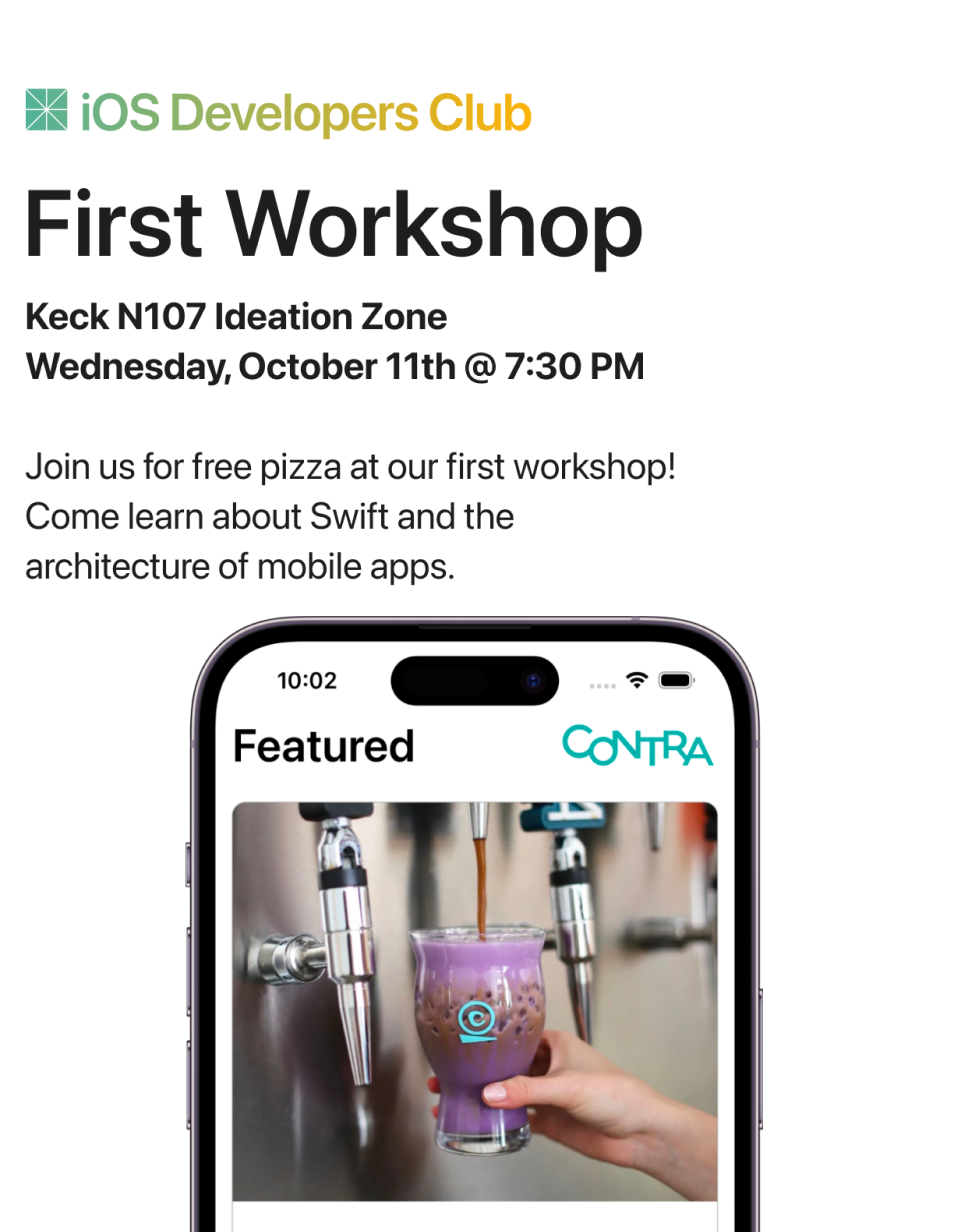 iOS Developers Club
First Workshop
Keck N107 Ideation Zone
Wednesday, October 11th @ 7:30 PM
Join us for free pizza at our first workshop!
Come learn about Swift and the
architecture of mobile apps.
10:02
Featured
CONTRA
C